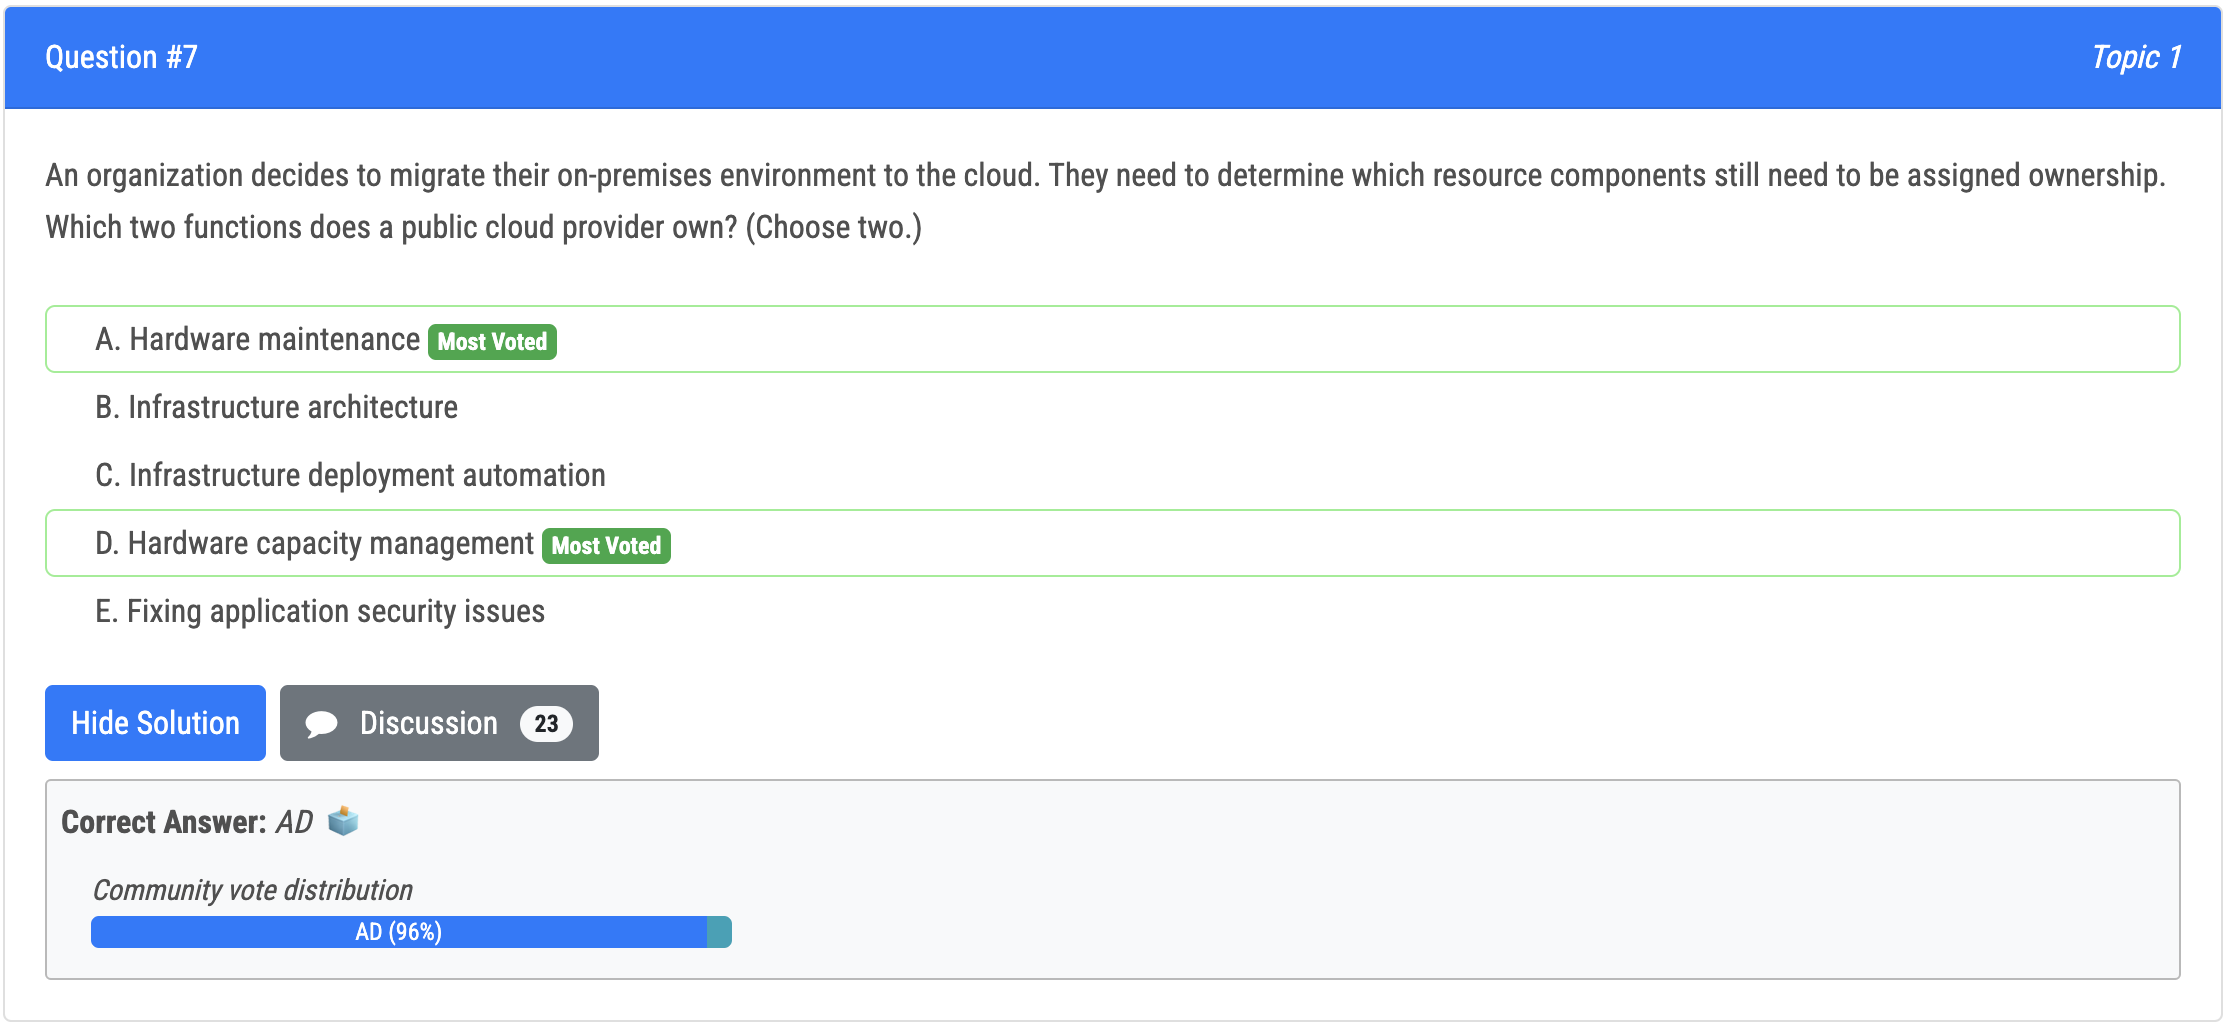 Question #7
Topic 1
An organization decides to migrate their on-premises environment to the cloud. They need to determine which resource components still need to be assigned ownership.
Which two functions does a public cloud provider own? (Choose two.)
A. Hardware maintenance Most Voted
B. Infrastructure architecture
C. Infrastructure deployment automation
D. Hardware capacity management Most Voted
E. Fixing application security issues
Hide Solution
Discussion 23
Correct Answer: AD
Community vote distribution
AD (96%)